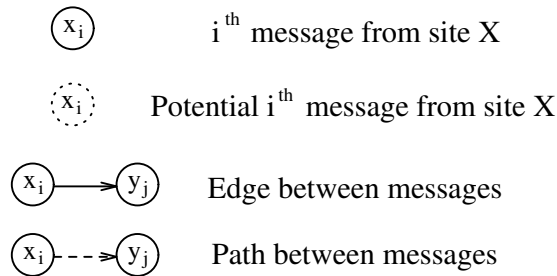 x_i i^th message from site X
x_i Potential i^th message from site X
x_i y_j Edge between messages
x_i y_j Path between messages